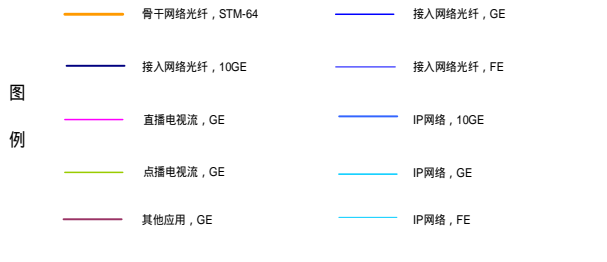 图
例
骨干网络光纤，STM-64
接入网络光纤，GE
接入网络光纤，10GE
接入网络光纤，FE
直播电视流，GE
IP网络，10GE
点播电视流，GE
IP网络，GE
其他应用，GE
IP网络，FE